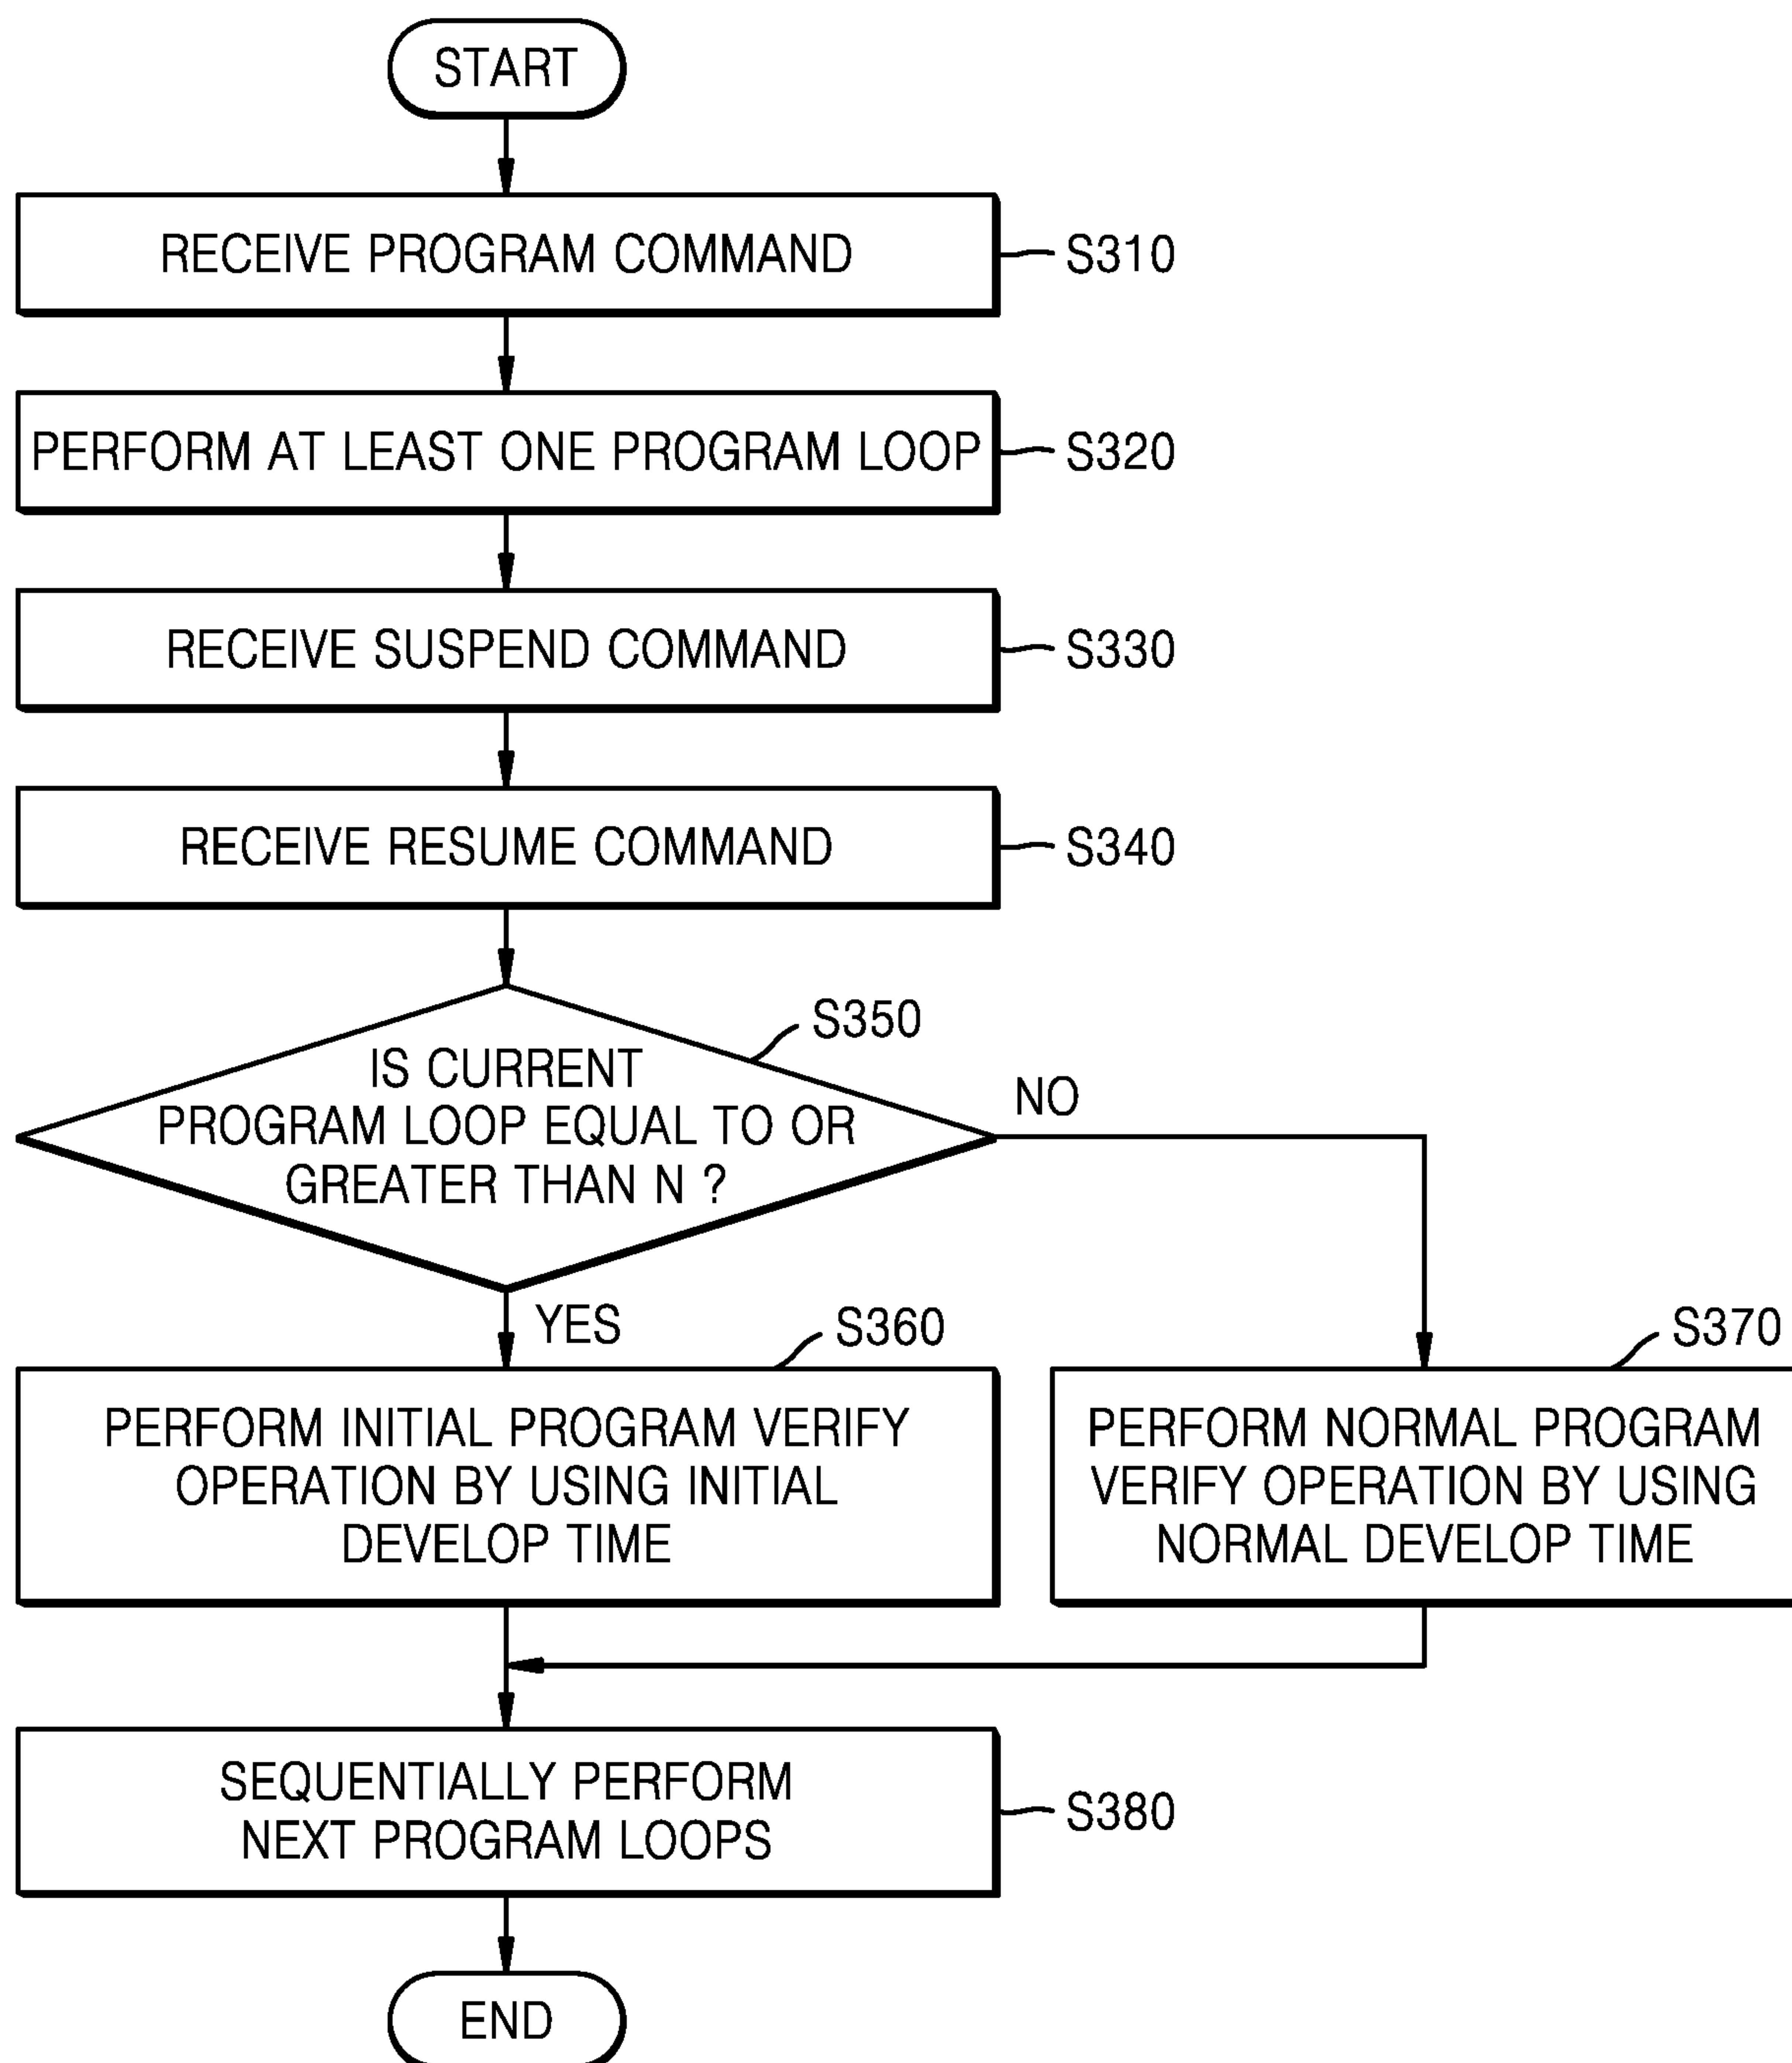 START
RECEIVE PROGRAM COMMAND
S310
PERFORM AT LEAST ONE PROGRAM LOOP
S320
RECEIVE SUSPEND COMMAND
S330
RECEIVE RESUME COMMAND
S340
S350
IS CURRENT
PROGRAM LOOP EQUAL TO OR
GREATER THAN N ?
NO
YES
S360
PERFORM INITIAL PROGRAM VERIFY
OPERATION BY USING INITIAL
DEVELOP TIME
S370
PERFORM NORMAL PROGRAM
VERIFY OPERATION BY USING
NORMAL DEVELOP TIME
SEQUENTIALLY PERFORM
NEXT PROGRAM LOOPS
S380
END